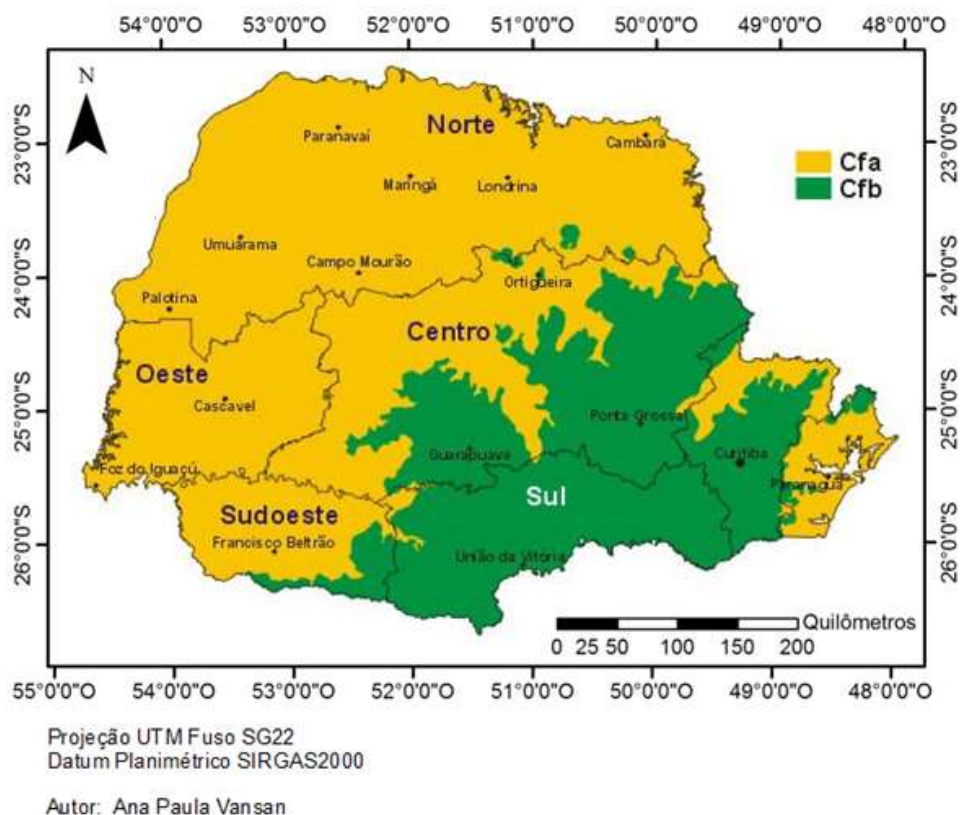 54°0'0"O 53°0'0"O 52°0'0"O 51°0'0"O 50°0'0"O 49°0'0"O 48°0'0"O
N
Norte
Paranavaí
Cambará
23°0'0"S
23°0'0"S
Cfa
Cfb
Maringá
Londrina
Umuarama
Campo Mourão
24°0'0"S
24°0'0"S
Ortigueira
Palotina
Centro
Oeste
Cascavel
25°0'0"S
25°0'0"S
Ponta Grossa
Guarapuava
Curitiba
Foz do Iguaçú
Paranaguá
Sul
Sudoeste
Francisco Beltrão
26°0'0"S
26°0'0"S
União da Vitória
Quilômetros
0 25 50 100 150 200
55°0'0"O 54°0'0"O 53°0'0"O 52°0'0"O 51°0'0"O 50°0'0"O 49°0'0"O 48°0'0"O
Projeção UTM Fuso SG22
Datum Planimétrico SIRGAS2000
Autor: Ana Paula Vansan